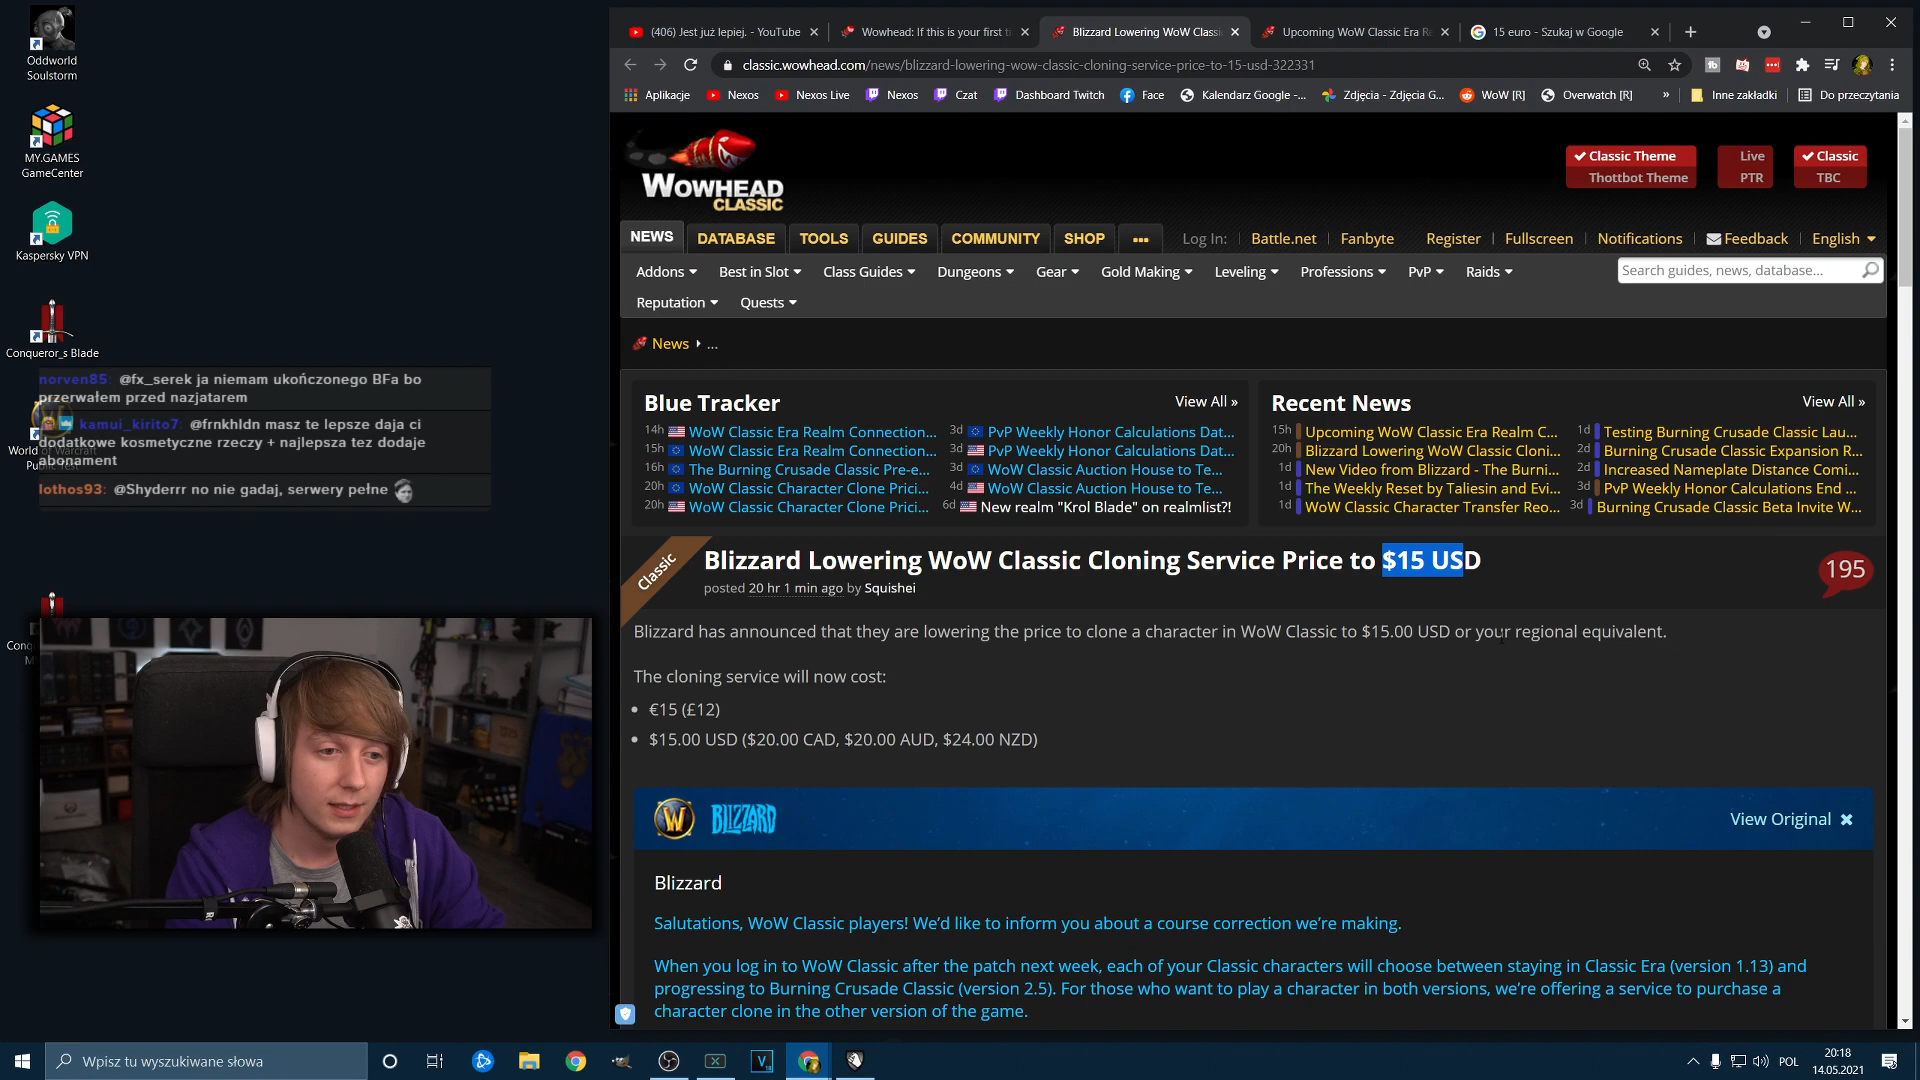 Oddworld
Soulstorm
MY.GAMES
GameCenter
Kaspersky VPN
Conqueror_s Blade
norven85: @fx_serek ja niemam ukończonego BFa bo
przerwałem przed nazjatarem
kamui_kirito7: @frnkhldn masz te lepsze daja ci
dodatkowe kosmetyczne rzeczy + najlepsza tez dodaje
abonament
World of Warcraft
Public Test
lothos93: @Shyderrr no nie gadaj, serwery pełne
(406) Jest już lepiej. - YouTube
Wowhead: If this is your first ti
Blizzard Lowering WoW Classi
Upcoming WoW Classic Era Re
15 euro - Szukaj w Google
classic.wowhead.com/news/blizzard-lowering-wow-classic-cloning-service-price-to-15-usd-322331
Aplikacje Nexos Nexos Live Nexos Czat Dashboard Twitch Face Kalendarz Google -... Zdjęcia - Zdjęcia G... WoW [R] Overwatch [R] » Inne zakładki Do przeczytania
WOWHEAD
CLASSIC
Classic Theme
Thottbot Theme
Live
PTR
Classic
TBC
NEWS DATABASE TOOLS GUIDES COMMUNITY SHOP ... Log In: Battle.net Fanbyte Register Fullscreen Notifications Feedback English
Addons Best in Slot Class Guides Dungeons Gear Gold Making Leveling Professions PvP Raids
Search guides, news, database...
Reputation Quests
News ...
Blue Tracker View All »
14h WoW Classic Era Realm Connection...
15h WoW Classic Era Realm Connection...
16h The Burning Crusade Classic Pre-e...
20h WoW Classic Character Clone Prici...
20h WoW Classic Character Clone Prici...
3d PvP Weekly Honor Calculations Dat...
3d PvP Weekly Honor Calculations Dat...
3d WoW Classic Auction House to Te...
4d WoW Classic Auction House to Te...
6d New realm "Krol Blade" on realmlist?!
Recent News View All »
15h Upcoming WoW Classic Era Realm C...
20h Blizzard Lowering WoW Classic Cloni...
1d New Video from Blizzard - The Burni...
1d The Weekly Reset by Taliesin and Evi...
1d WoW Classic Character Transfer Reo...
1d Testing Burning Crusade Classic Lau...
2d Burning Crusade Classic Expansion R...
2d Increased Nameplate Distance Comi...
3d PvP Weekly Honor Calculations End ...
3d Burning Crusade Classic Beta Invite W...
Classic
Blizzard Lowering WoW Classic Cloning Service Price to $15 USD
195
posted 20 hr 1 min ago by Squishei
Blizzard has announced that they are lowering the price to clone a character in WoW Classic to $15.00 USD or your regional equivalent.
The cloning service will now cost:
• €15 (£12)
• $15.00 USD ($20.00 CAD, $20.00 AUD, $24.00 NZD)
BLIZZARD
View Original
Blizzard
Salutations, WoW Classic players! We'd like to inform you about a course correction we're making.
When you log in to WoW Classic after the patch next week, each of your Classic characters will choose between staying in Classic Era (version 1.13) and
progressing to Burning Crusade Classic (version 2.5). For those who want to play a character in both versions, we're offering a service to purchase a
character clone in the other version of the game.
Wpisz tu wyszukiwane słowa
POL
20:18
14.05.2021